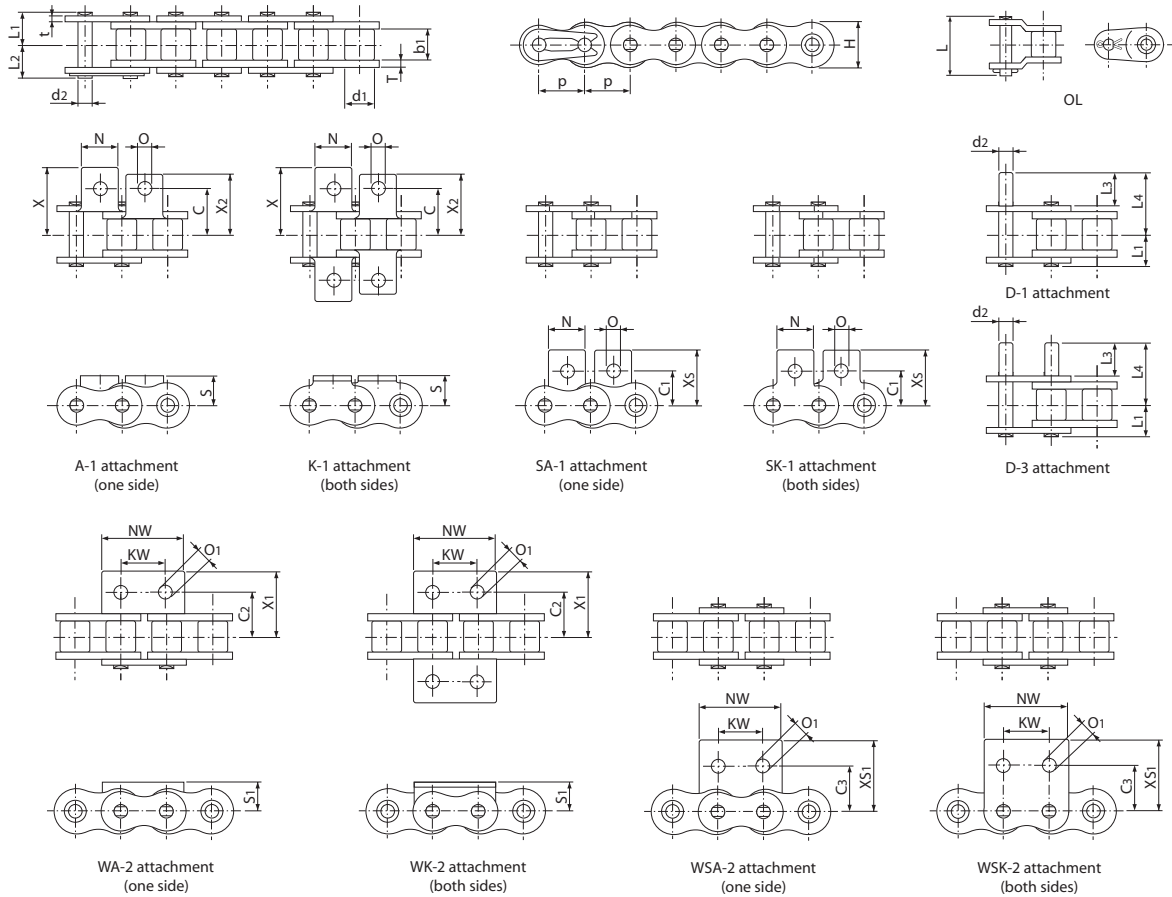 L1
t
L2
d2
d1
b1
T
p
p
H
L
OL
N
O
X
C
X2
N
O
X
C
X2
d2
L3
L4
L1
D-1 attachment
S
S
N
O
C1
XS
N
O
C1
XS
d2
L3
L4
L1
D-3 attachment
A-1 attachment
(one side)
K-1 attachment
(both sides)
SA-1 attachment
(one side)
SK-1 attachment
(both sides)
NW
KW
O1
C2
X1
NW
KW
O1
C2
X1
NW
KW
O1
C3
XS1
NW
KW
O1
C3
XS1
S1
S1
WA-2 attachment
(one side)
WK-2 attachment
(both sides)
WSA-2 attachment
(one side)
WSK-2 attachment
(both sides)